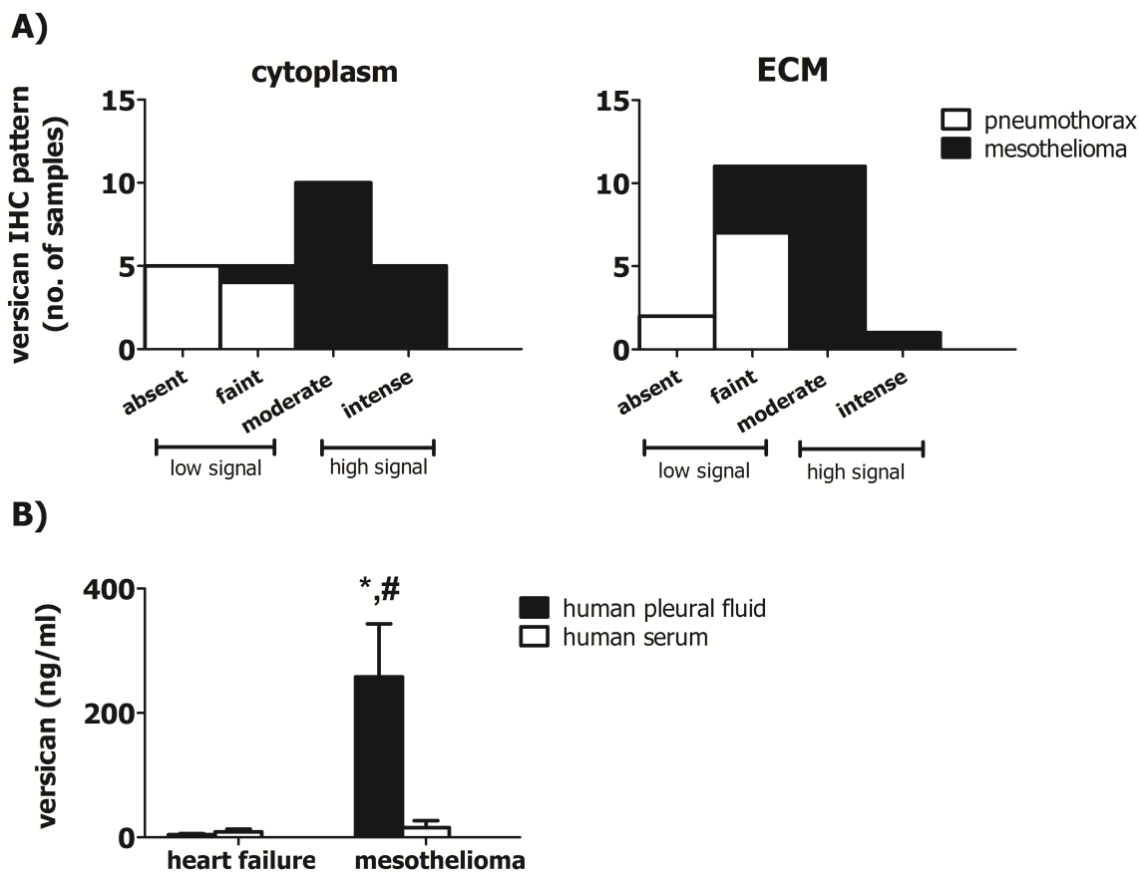 A)
cytoplasm
ECM
versican IHC pattern
(no. of samples)
15
10
5
0
absent
faint
moderate
intense
low signal
high signal
15
10
5
0
absent
faint
moderate
intense
low signal
high signal
pneumothorax
mesothelioma
B)
versican (ng/ml)
400
200
0
*,#
heart failure
mesothelioma
human pleural fluid
human serum